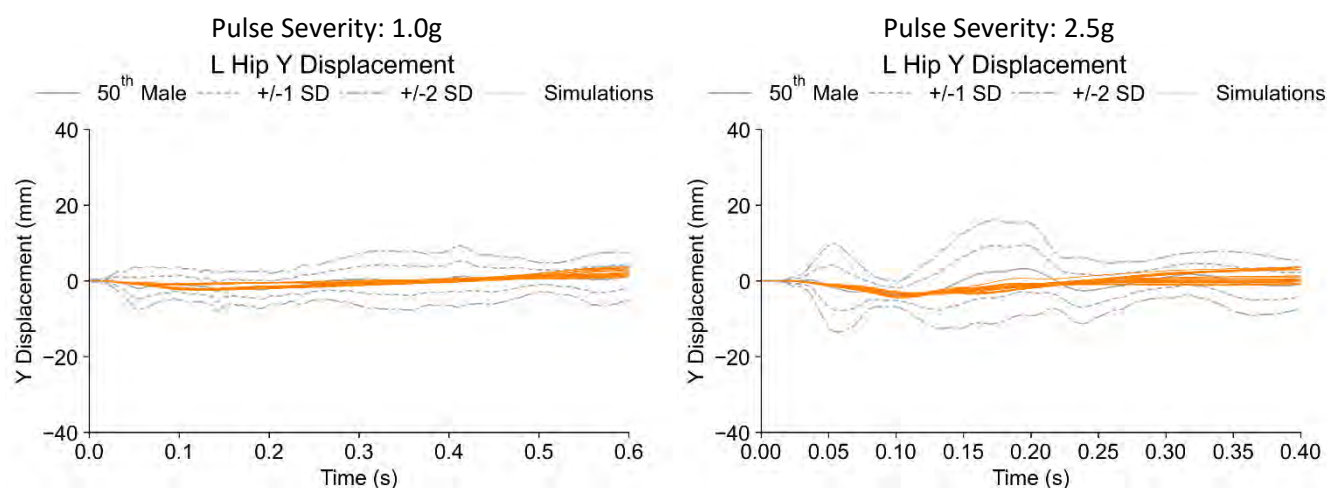 Pulse Severity: 1.0g
L Hip Y Displacement
50th Male +/-1 SD +/-2 SD Simulations
40
20
0
−20
−40
Y Displacement (mm)
0.0 0.1 0.2 0.3 0.4 0.5 0.6
Time (s)
Pulse Severity: 2.5g
L Hip Y Displacement
50th Male +/-1 SD +/-2 SD Simulations
40
20
0
−20
−40
Y Displacement (mm)
0.00 0.05 0.10 0.15 0.20 0.25 0.30 0.35 0.40
Time (s)